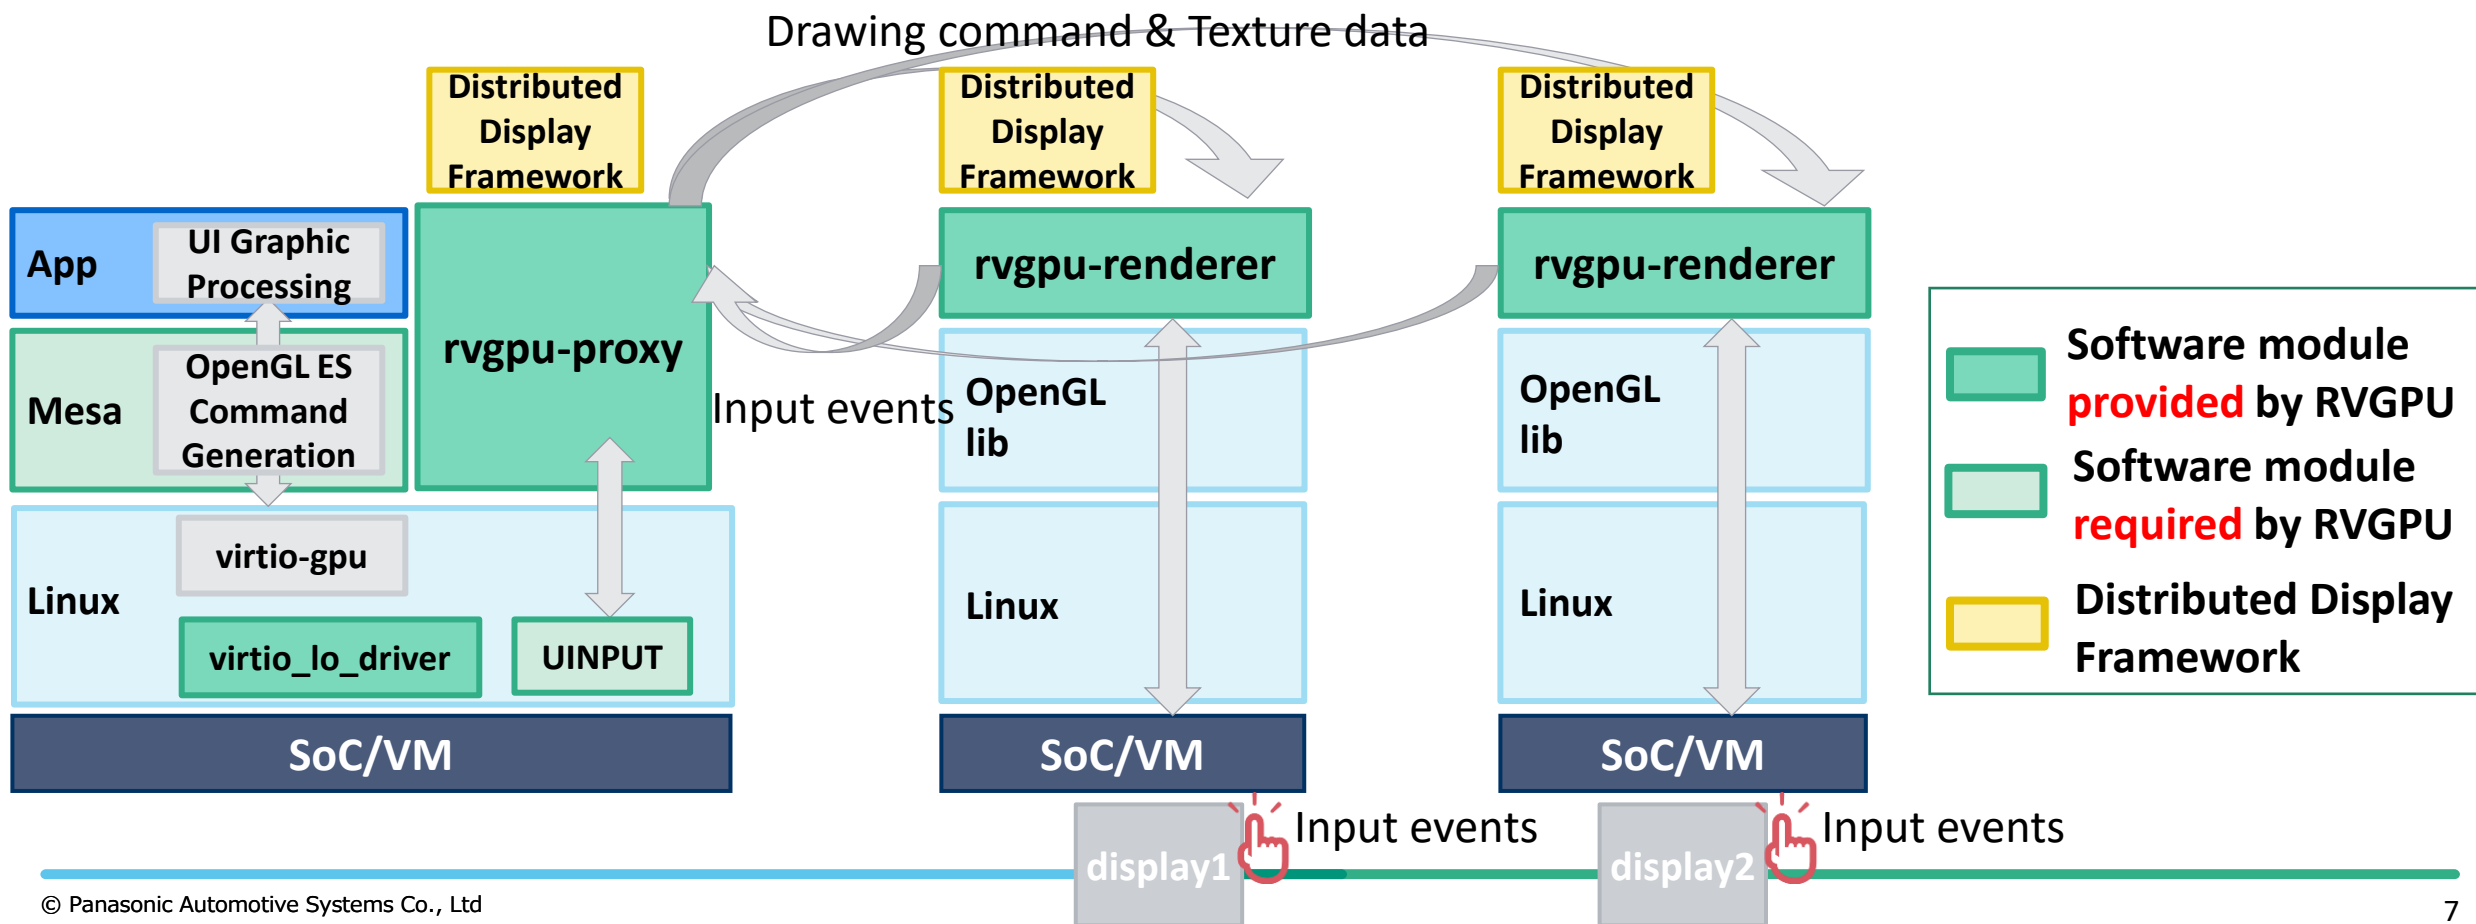 Drawing command & Texture data
Distributed
Display
Framework
Distributed
Display
Framework
Distributed
Display
Framework
App
UI Graphic
Processing
Mesa
OpenGL ES
Command
Generation
rvgpu-proxy
Linux
virtio-gpu
virtio_lo_driver
UINPUT
SoC/VM
Input events
rvgpu-renderer
OpenGL
lib
Linux
SoC/VM
display1
Input events
rvgpu-renderer
OpenGL
lib
Linux
SoC/VM
display2
Input events
Software module
provided by RVGPU
Software module
required by RVGPU
Distributed Display
Framework
© Panasonic Automotive Systems Co., Ltd
7